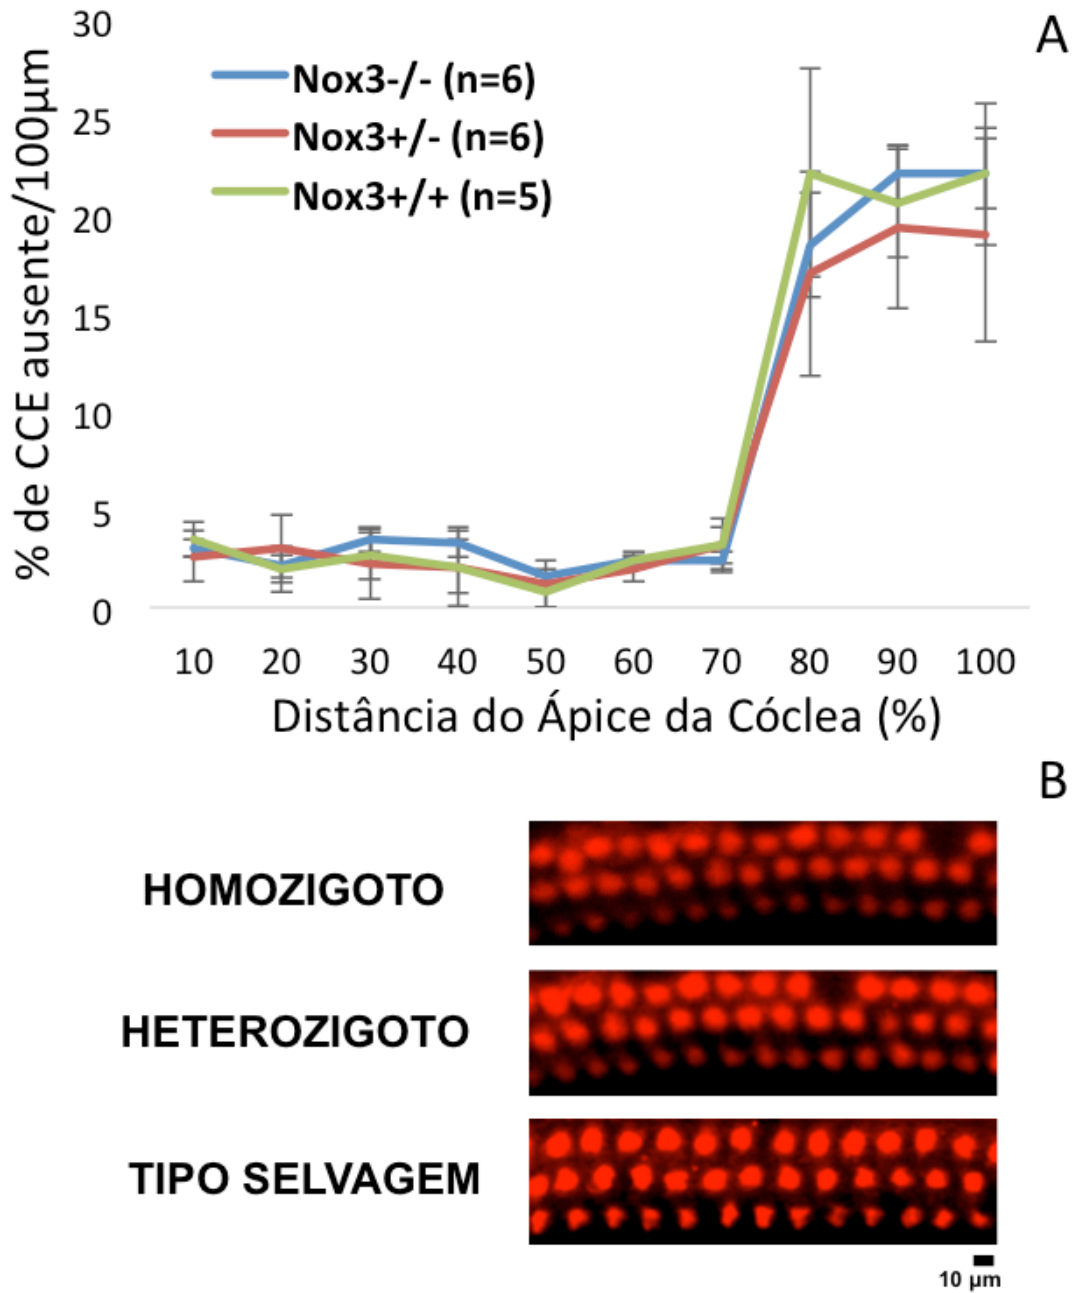 A
% de CCE ausente/100µm
30
25
20
15
10
5
0
Nox3-/- (n=6)
Nox3+/- (n=6)
Nox3+/+ (n=5)
10 20 30 40 50 60 70 80 90 100
Distância do Ápice da Cóclea (%)
B
HOMOZIGOTO
HETEROZIGOTO
TIPO SELVAGEM
10 µm